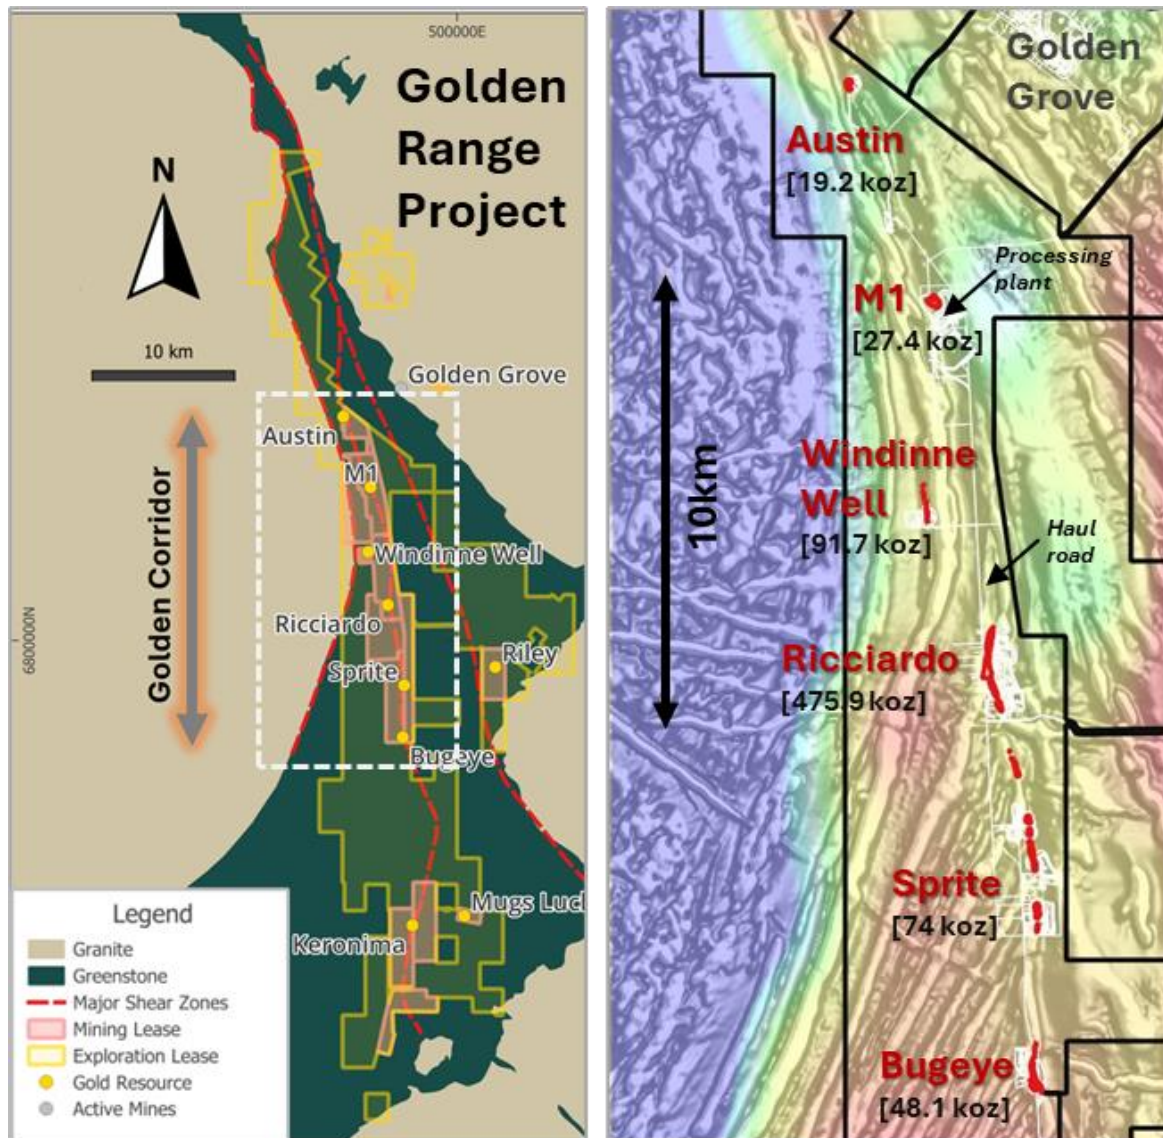 500000E
Golden
Range
Project
N
10 km
Golden Grove
Austin
M1
Golden Corridor
Windinne Well
6800000N
Ricciardo
Sprite
Riley
Bugeye
Mugs Luck
Keronima
Legend
Granite
Greenstone
Major Shear Zones
Mining Lease
Exploration Lease
Gold Resource
Active Mines
Golden
Grove
Austin
[19.2 koz]
Processing
plant
M1
[27.4 koz]
10km
Windinne
Well
[91.7 koz]
Haul
road
Ricciardo
[475.9 koz]
Sprite
[74 koz]
Bugeye
[48.1 koz]